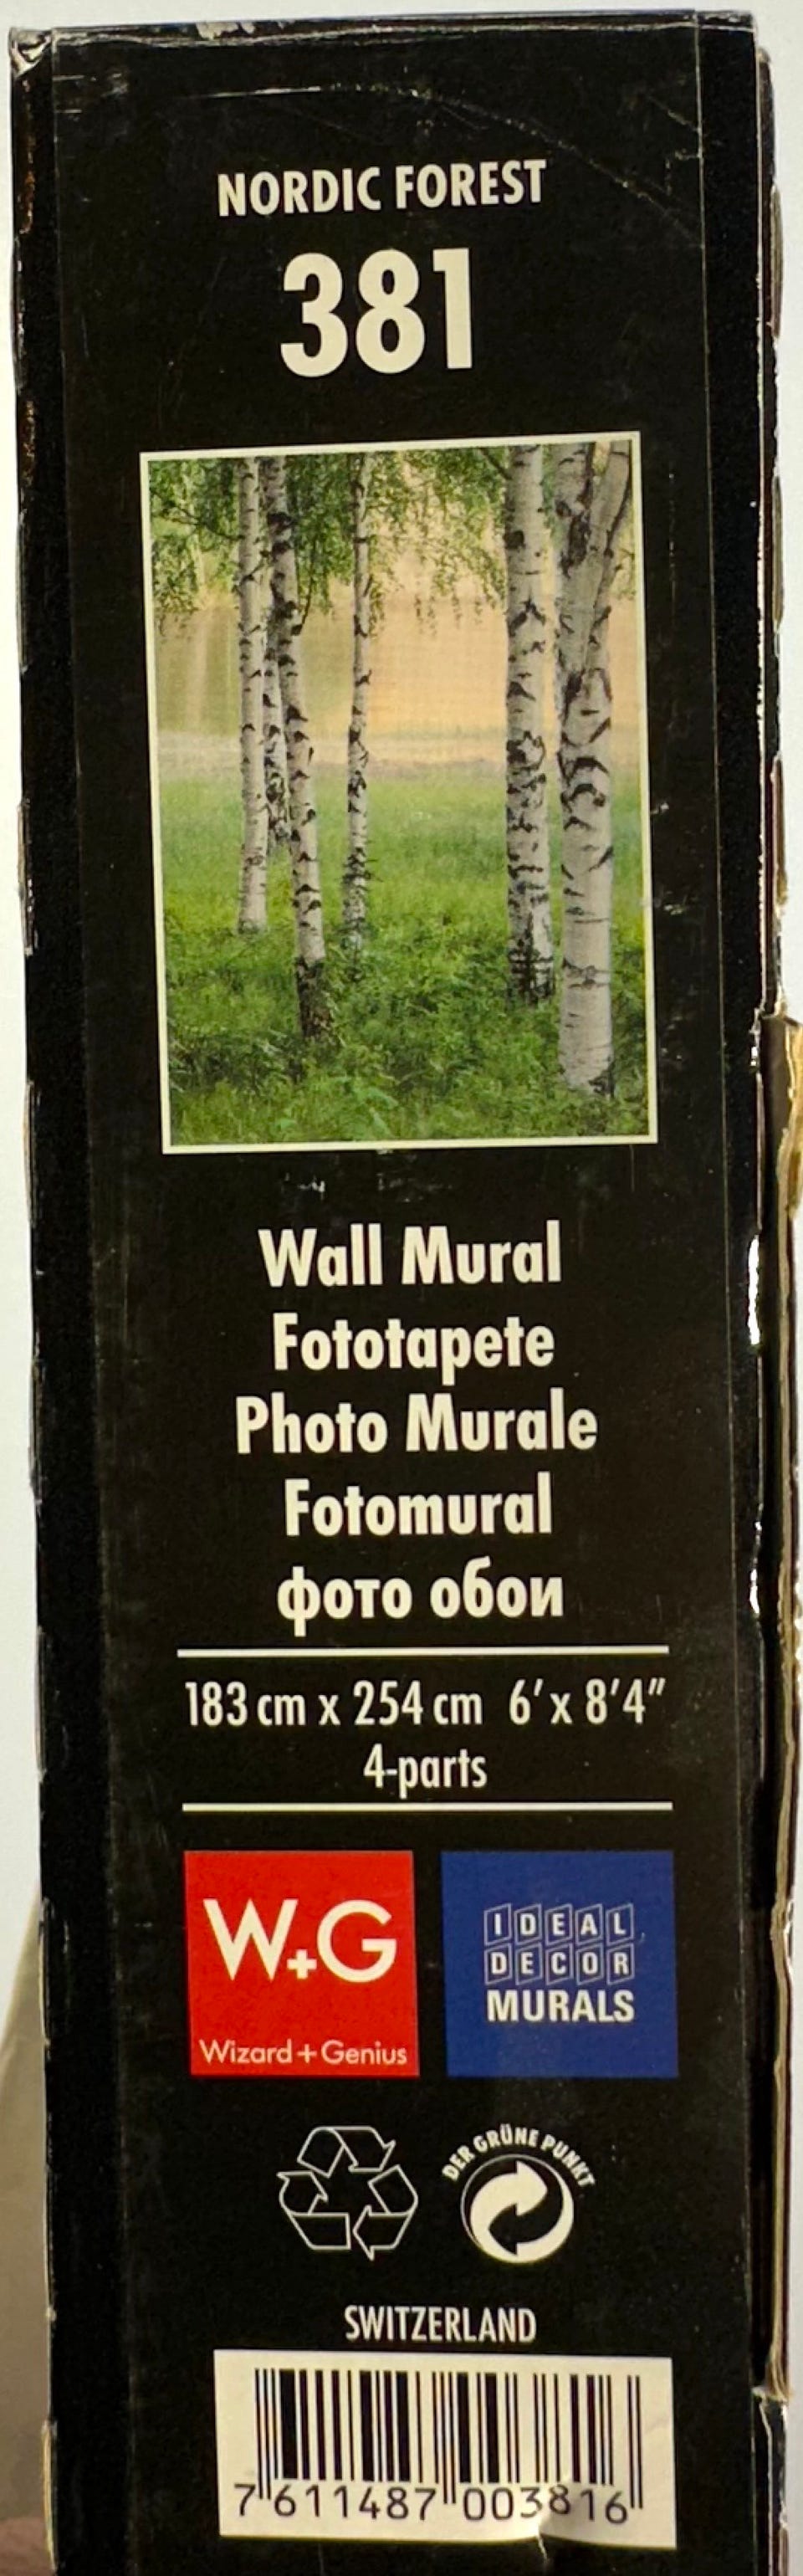 NORDIC FOREST
381
Wall Mural
Fototapete
Photo Murale
Fotomural
фото обои
183 cm x 254 cm 6' x 8'4"
4-parts
W+G
Wizard+Genius
IDEAL
DECOR
MURALS
DER GRÜNE PUNKT
SWITZERLAND
7 611487 003816